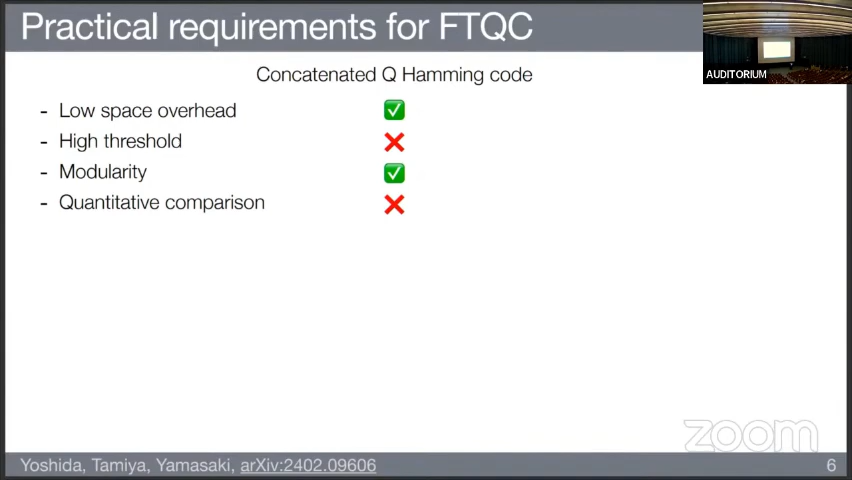 Practical requirements for FTQC
AUDITORIUM
Concatenated Q Hamming code
- Low space overhead ✅
- High threshold ❌
- Modularity ✅
- Quantitative comparison ❌
zoom
Yoshida, Tamiya, Yamasaki, arXiv:2402.09606 6